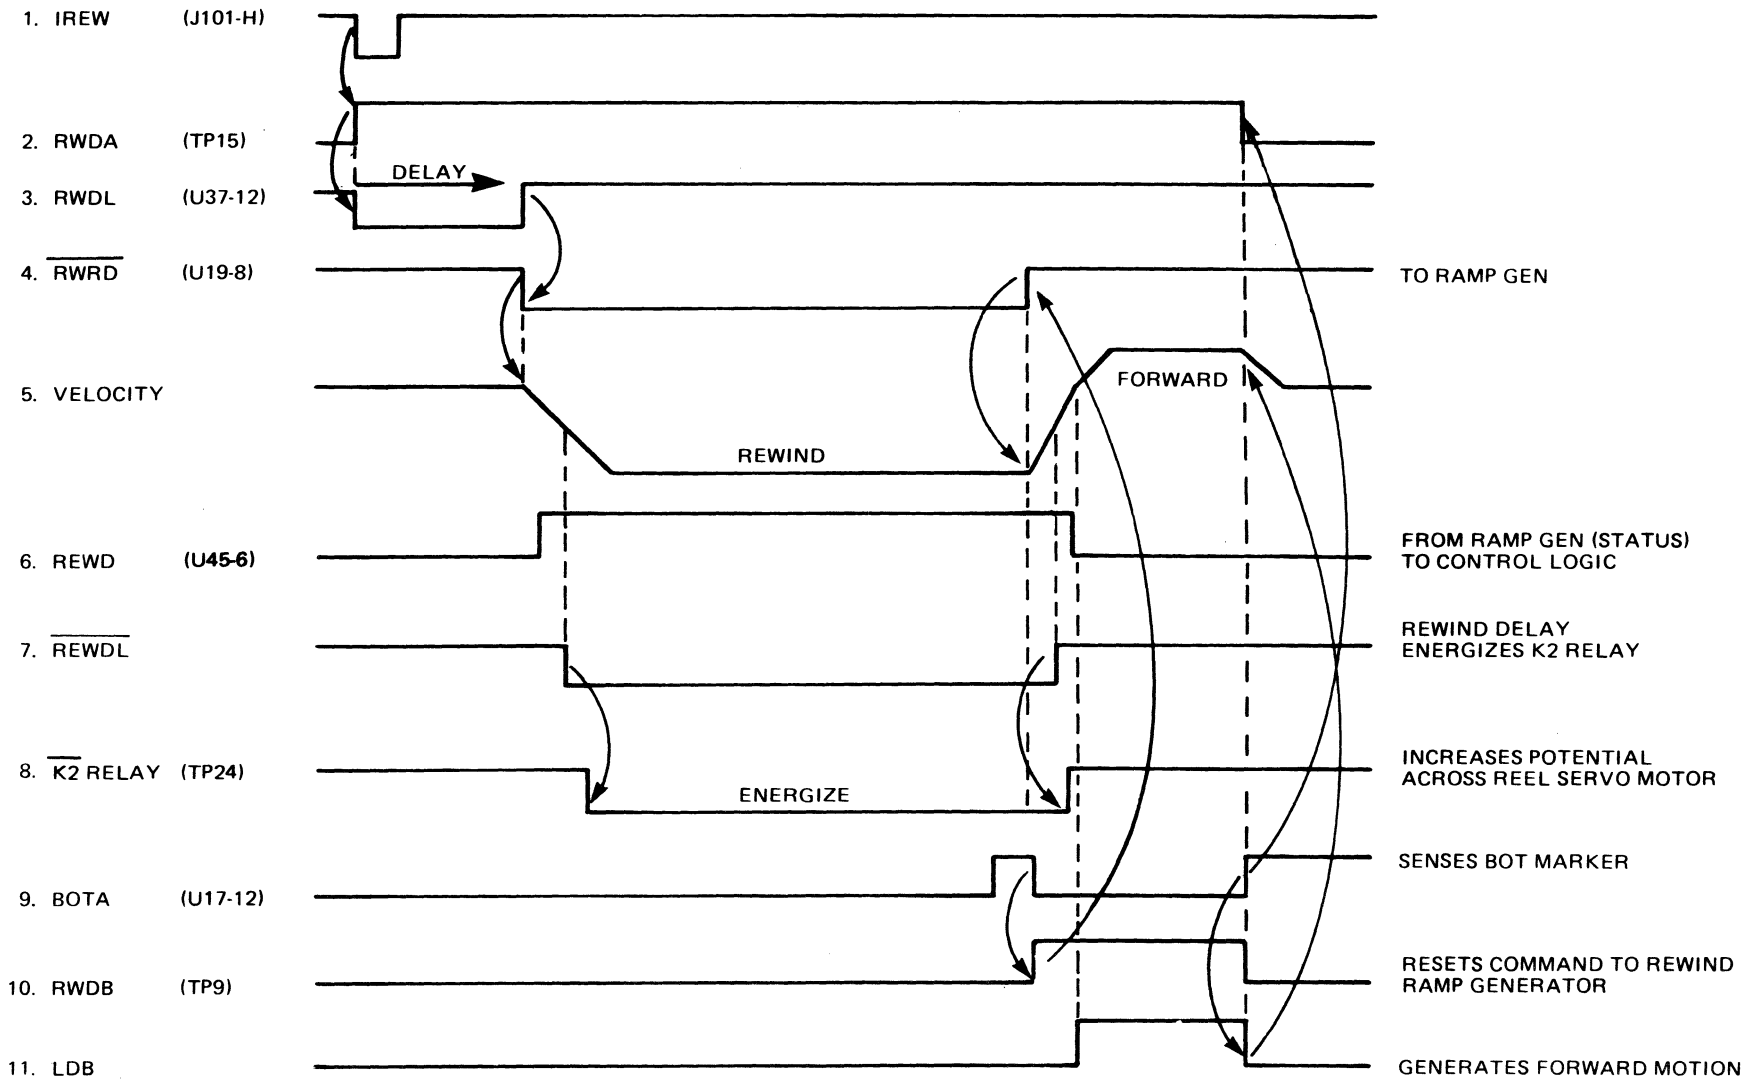 1. IREW (J101-H)
2. RWDA (TP15)
DELAY
3. RWDL (U37-12)
4. RWRD (U19-8)
TO RAMP GEN
5. VELOCITY
FORWARD
REWIND
6. REWD (U45-6)
FROM RAMP GEN (STATUS)
TO CONTROL LOGIC
7. REWDL
REWIND DELAY
ENERGIZES K2 RELAY
8. K2 RELAY (TP24)
ENERGIZE
INCREASES POTENTIAL
ACROSS REEL SERVO MOTOR
9. BOTA (U17-12)
SENSES BOT MARKER
10. RWDB (TP9)
RESETS COMMAND TO REWIND
RAMP GENERATOR
11. LDB
GENERATES FORWARD MOTION